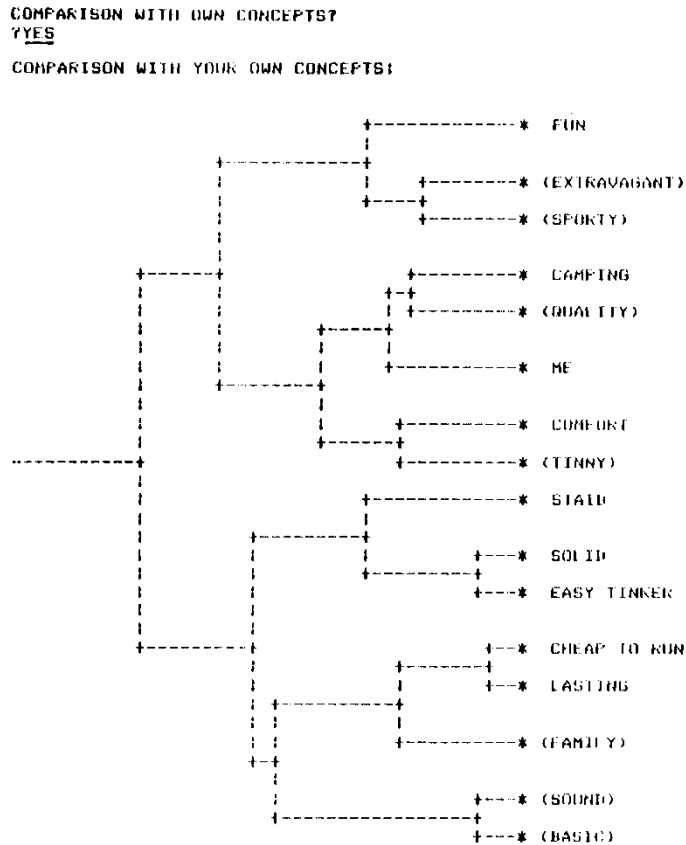 COMPARISON WITH OWN CONCEPTS?
?YES
COMPARISON WITH YOUR OWN CONCEPTS:
* FUN
* (EXTRAVAGANT)
* (SPORTY)
* CAMPING
* (QUALITY)
* ME
* COMFORT
* (TINNY)
* STAID
* SOLID
* EASY TINKER
* CHEAP TO RUN
* LASTING
* (FAMILY)
* (SOUND)
* (BASIC)